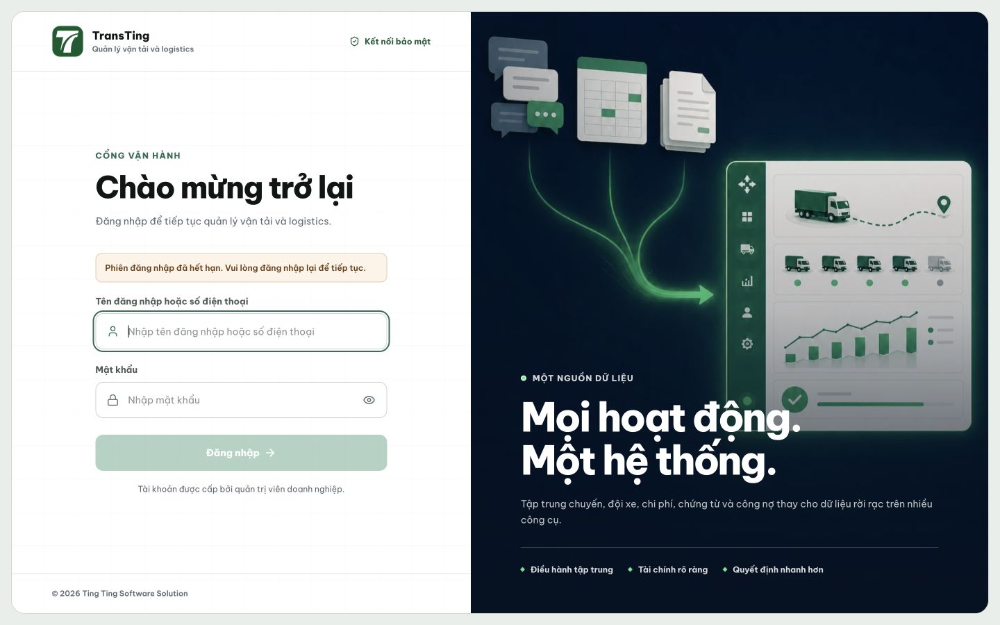 TransTing
Quản lý vận tải và logistics
Kết nối bảo mật
CỔNG VẬN HÀNH
Chào mừng trở lại
Đăng nhập để tiếp tục quản lý vận tải và logistics.
Phiên đăng nhập đã hết hạn. Vui lòng đăng nhập lại để tiếp tục.
Tên đăng nhập hoặc số điện thoại
Nhập tên đăng nhập hoặc số điện thoại
Mật khẩu
Nhập mật khẩu
Đăng nhập
Tài khoản được cấp bởi quản trị viên doanh nghiệp.
© 2026 Ting Ting Software Solution
MỘT NGUỒN DỮ LIỆU
Mọi hoạt động.
Một hệ thống.
Tập trung chuyến, đội xe, chi phí, chứng từ và công nợ thay cho dữ liệu rời rạc trên nhiều
công cụ.
Điều hành tập trung
Tài chính rõ ràng
Quyết định nhanh hơn